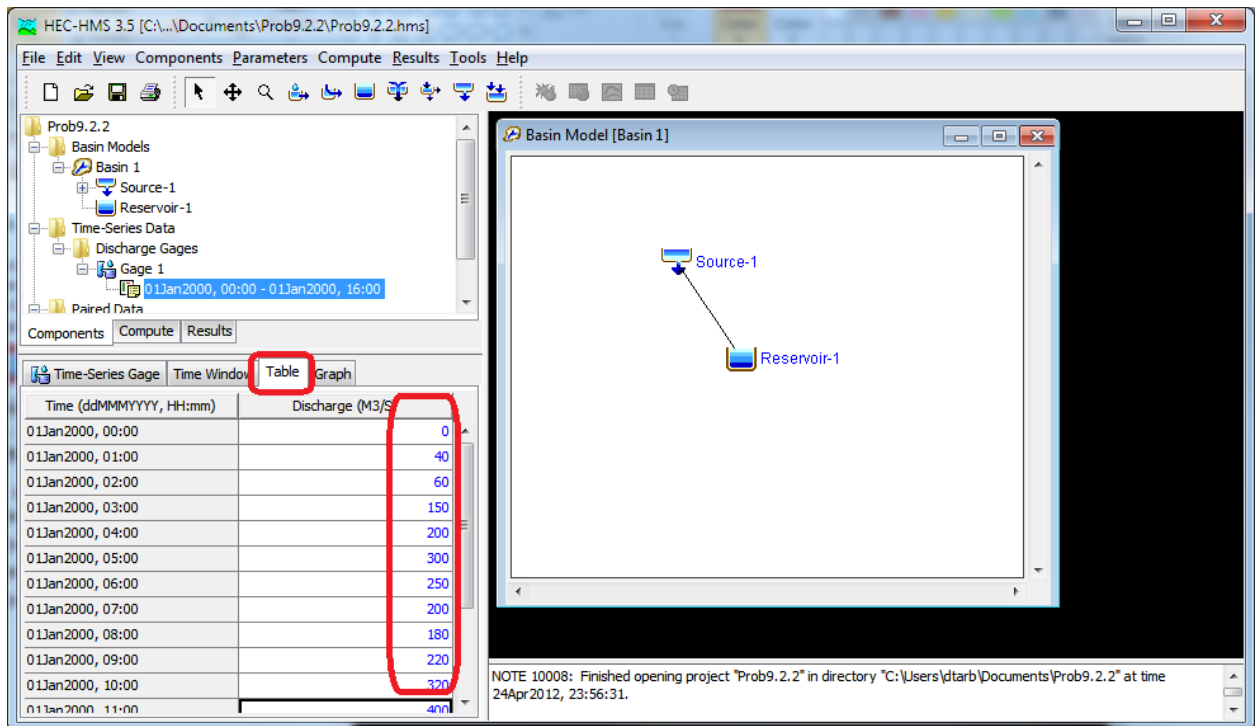 HEC-HMS 3.5 [C:\...\Documents\Prob9.2.2\Prob9.2.2.hms]
File Edit View Components Parameters Compute Results Tools Help
Prob9.2.2
Basin Models
Basin 1
Source-1
Reservoir-1
Time-Series Data
Discharge Gages
Gage 1
01Jan2000, 00:00 - 01Jan2000, 16:00
Paired Data
Components Compute Results
Time-Series Gage Time Window Table Graph
Time (ddMMMYYYY, HH:mm) Discharge (M3/S)
01Jan2000, 00:00 0
01Jan2000, 01:00 40
01Jan2000, 02:00 60
01Jan2000, 03:00 150
01Jan2000, 04:00 200
01Jan2000, 05:00 300
01Jan2000, 06:00 250
01Jan2000, 07:00 200
01Jan2000, 08:00 180
01Jan2000, 09:00 220
01Jan2000, 10:00 320
01Jan2000, 11:00 400
Basin Model [Basin 1]
Source-1
Reservoir-1
NOTE 10008: Finished opening project "Prob9.2.2" in directory "C:\Users\dtarb\Documents\Prob9.2.2" at time
24Apr2012, 23:56:31.